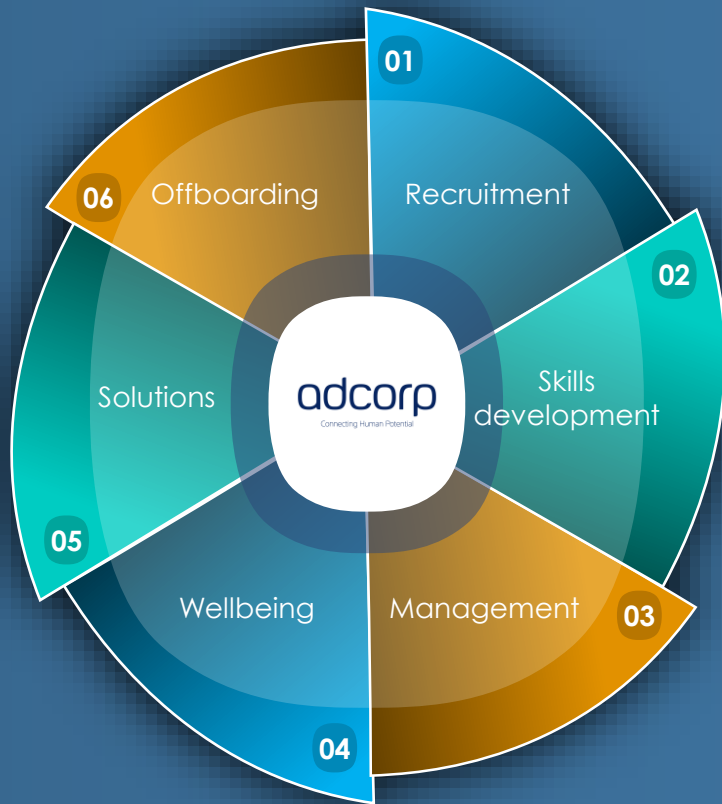 01
Recruitment
02
Skills
development
03
Management
04
Wellbeing
05
Solutions
06
Offboarding
adcorp
Connecting Human Potential